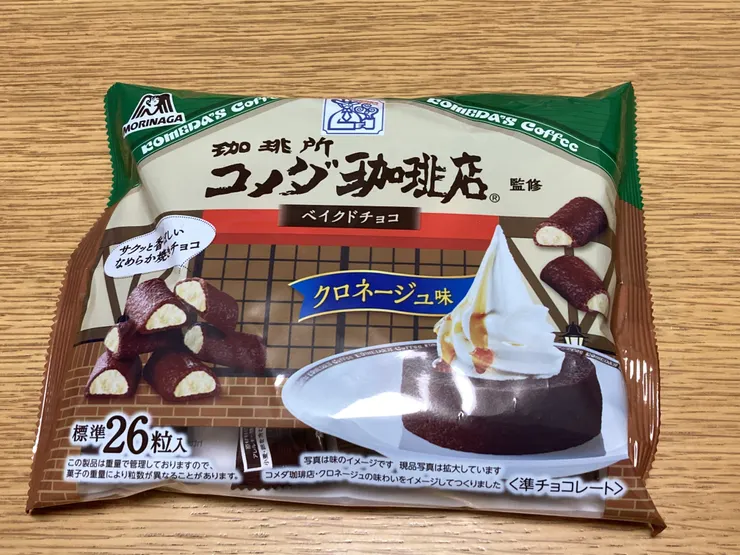 MORINAGA
KOMEDA'S Coffee
KOMEDA'S Coffee
珈琲所
コメダ珈琲店®
監修
ベイクドチョコ
サクッと香ばしい
なめらか焼きチョコ
クロネージュ味
標準26粒入
この製品は重量で管理しておりますので、
菓子の重量により粒数が異なることがあります。
写真は味のイメージです 現品写真は拡大しています
コメダ珈琲店・クロネージュの味わいをイメージしてつくりました
〈準チョコレート〉